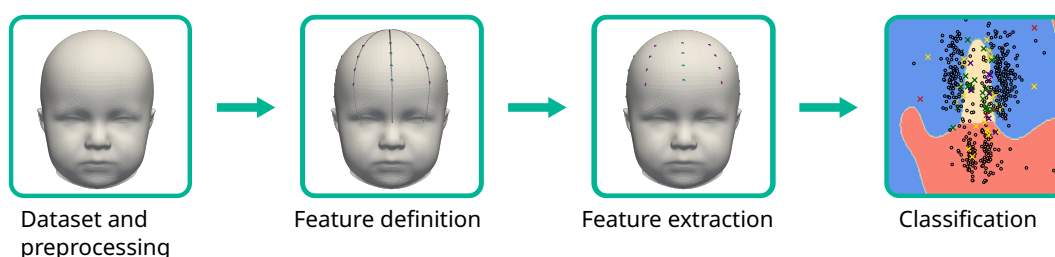 Dataset and
preprocessing
Feature definition
Feature extraction
Classification